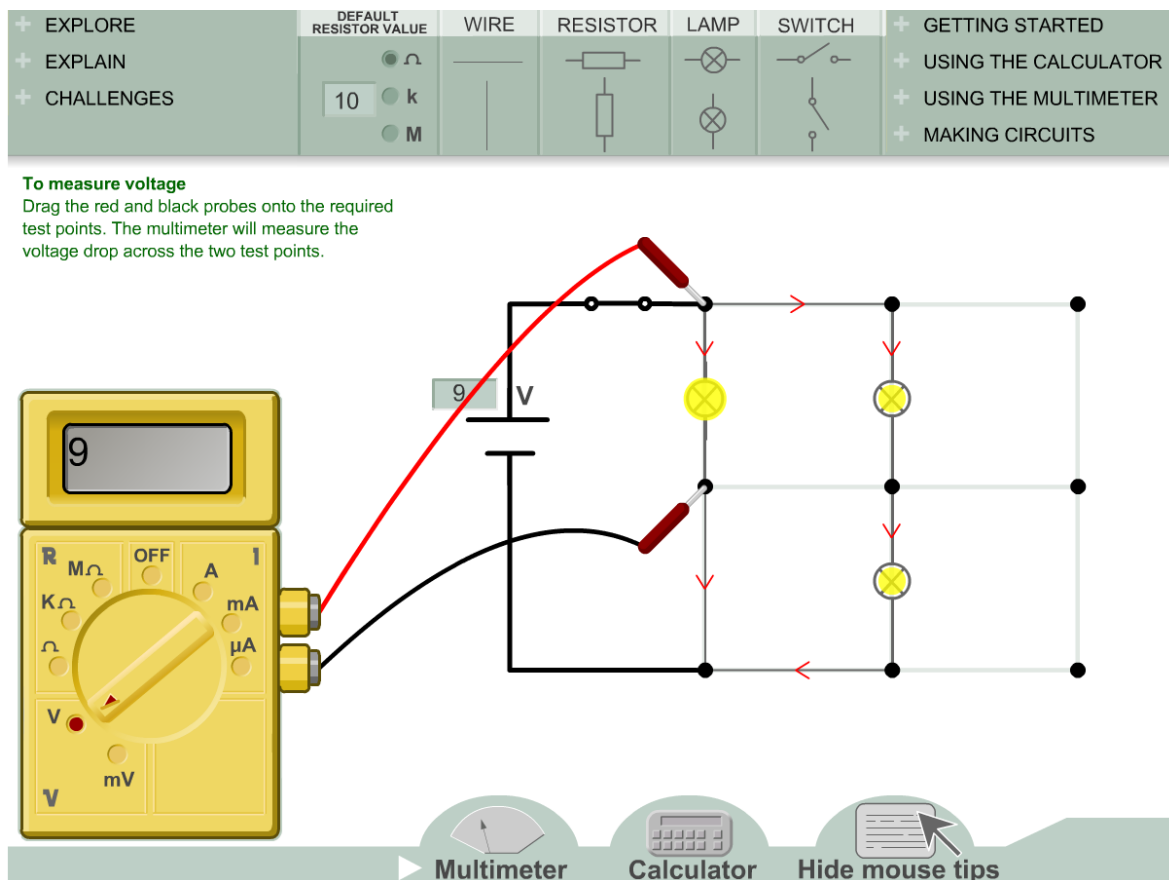 EXPLORE
EXPLAIN
CHALLENGES
DEFAULT
RESISTOR VALUE
Ω
10 k
M
WIRE
RESISTOR
LAMP
SWITCH
GETTING STARTED
USING THE CALCULATOR
USING THE MULTIMETER
MAKING CIRCUITS
To measure voltage
Drag the red and black probes onto the required
test points. The multimeter will measure the
voltage drop across the two test points.
9 V
9
R
I
OFF
MΩ
A
KΩ
mA
Ω
µA
V
mV
V
Multimeter
Calculator
Hide mouse tips